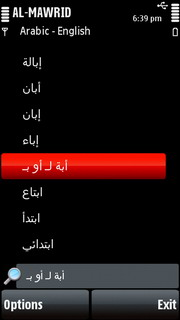 AL-MAWRID
6:39 pm
Arabic - English
إبالة
أبان
إبان
إباء
أبة لـ أو بـ
ابتاع
ابتدأ
ابتدائي
أبة لـ أو بـ
Options
Exit